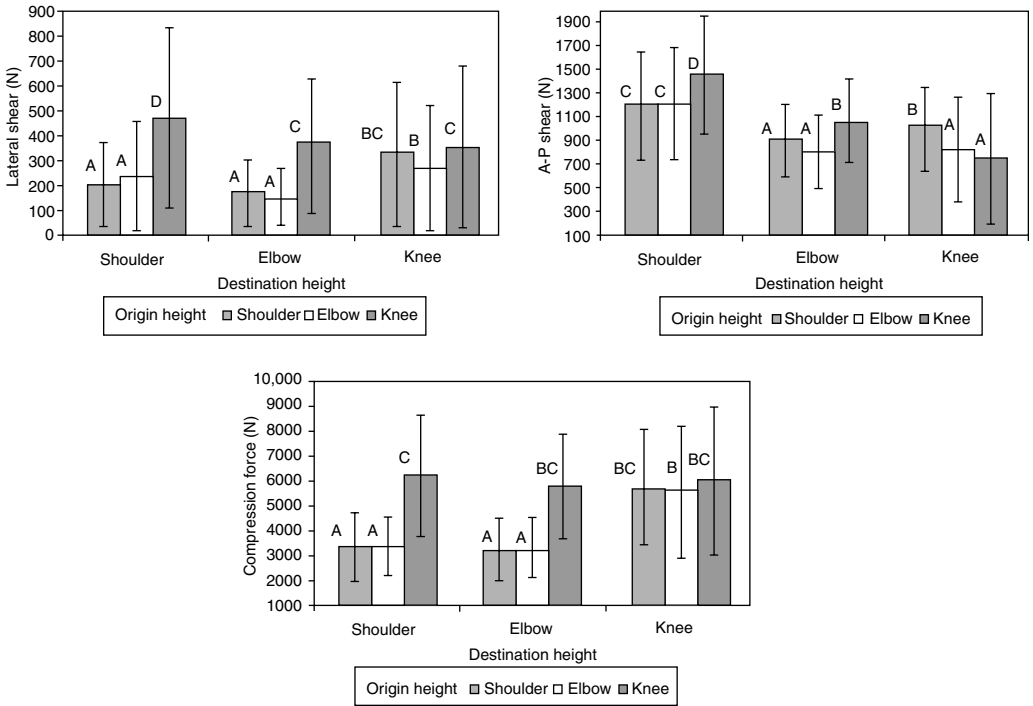 Lateral shear (N)
900
800
700
600
500
400
300
200
100
0
A
A
D
A
A
C
BC
B
C
Shoulder
Elbow
Knee
Destination height
Origin height Shoulder Elbow Knee
A-P shear (N)
1900
1700
1500
1300
1100
900
700
500
300
100
C
C
D
A
A
B
B
A
A
Shoulder
Elbow
Knee
Destination height
Origin height Shoulder Elbow Knee
Compression force (N)
10,000
9000
8000
7000
6000
5000
4000
3000
2000
1000
A
A
C
A
A
BC
BC
B
BC
Shoulder
Elbow
Knee
Destination height
Origin height Shoulder Elbow Knee